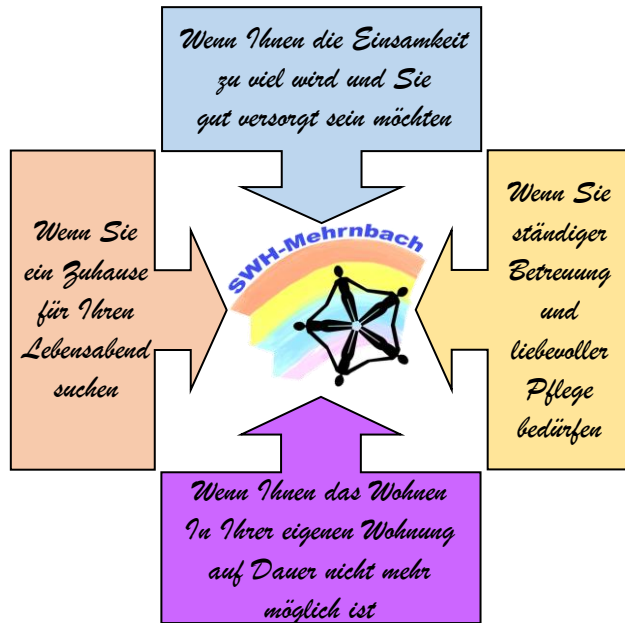 Wenn Ihnen die Einsamkeit
zu viel wird und Sie
gut versorgt sein möchten
Wenn Sie
ein Zuhause
für Ihren
Lebensabend
suchen
SWH-Mehrnbach
Wenn Sie
ständiger
Betreuung
und
liebevoller
Pflege
bedürfen
Wenn Ihnen das Wohnen
In Ihrer eigenen Wohnung
auf Dauer nicht mehr
möglich ist